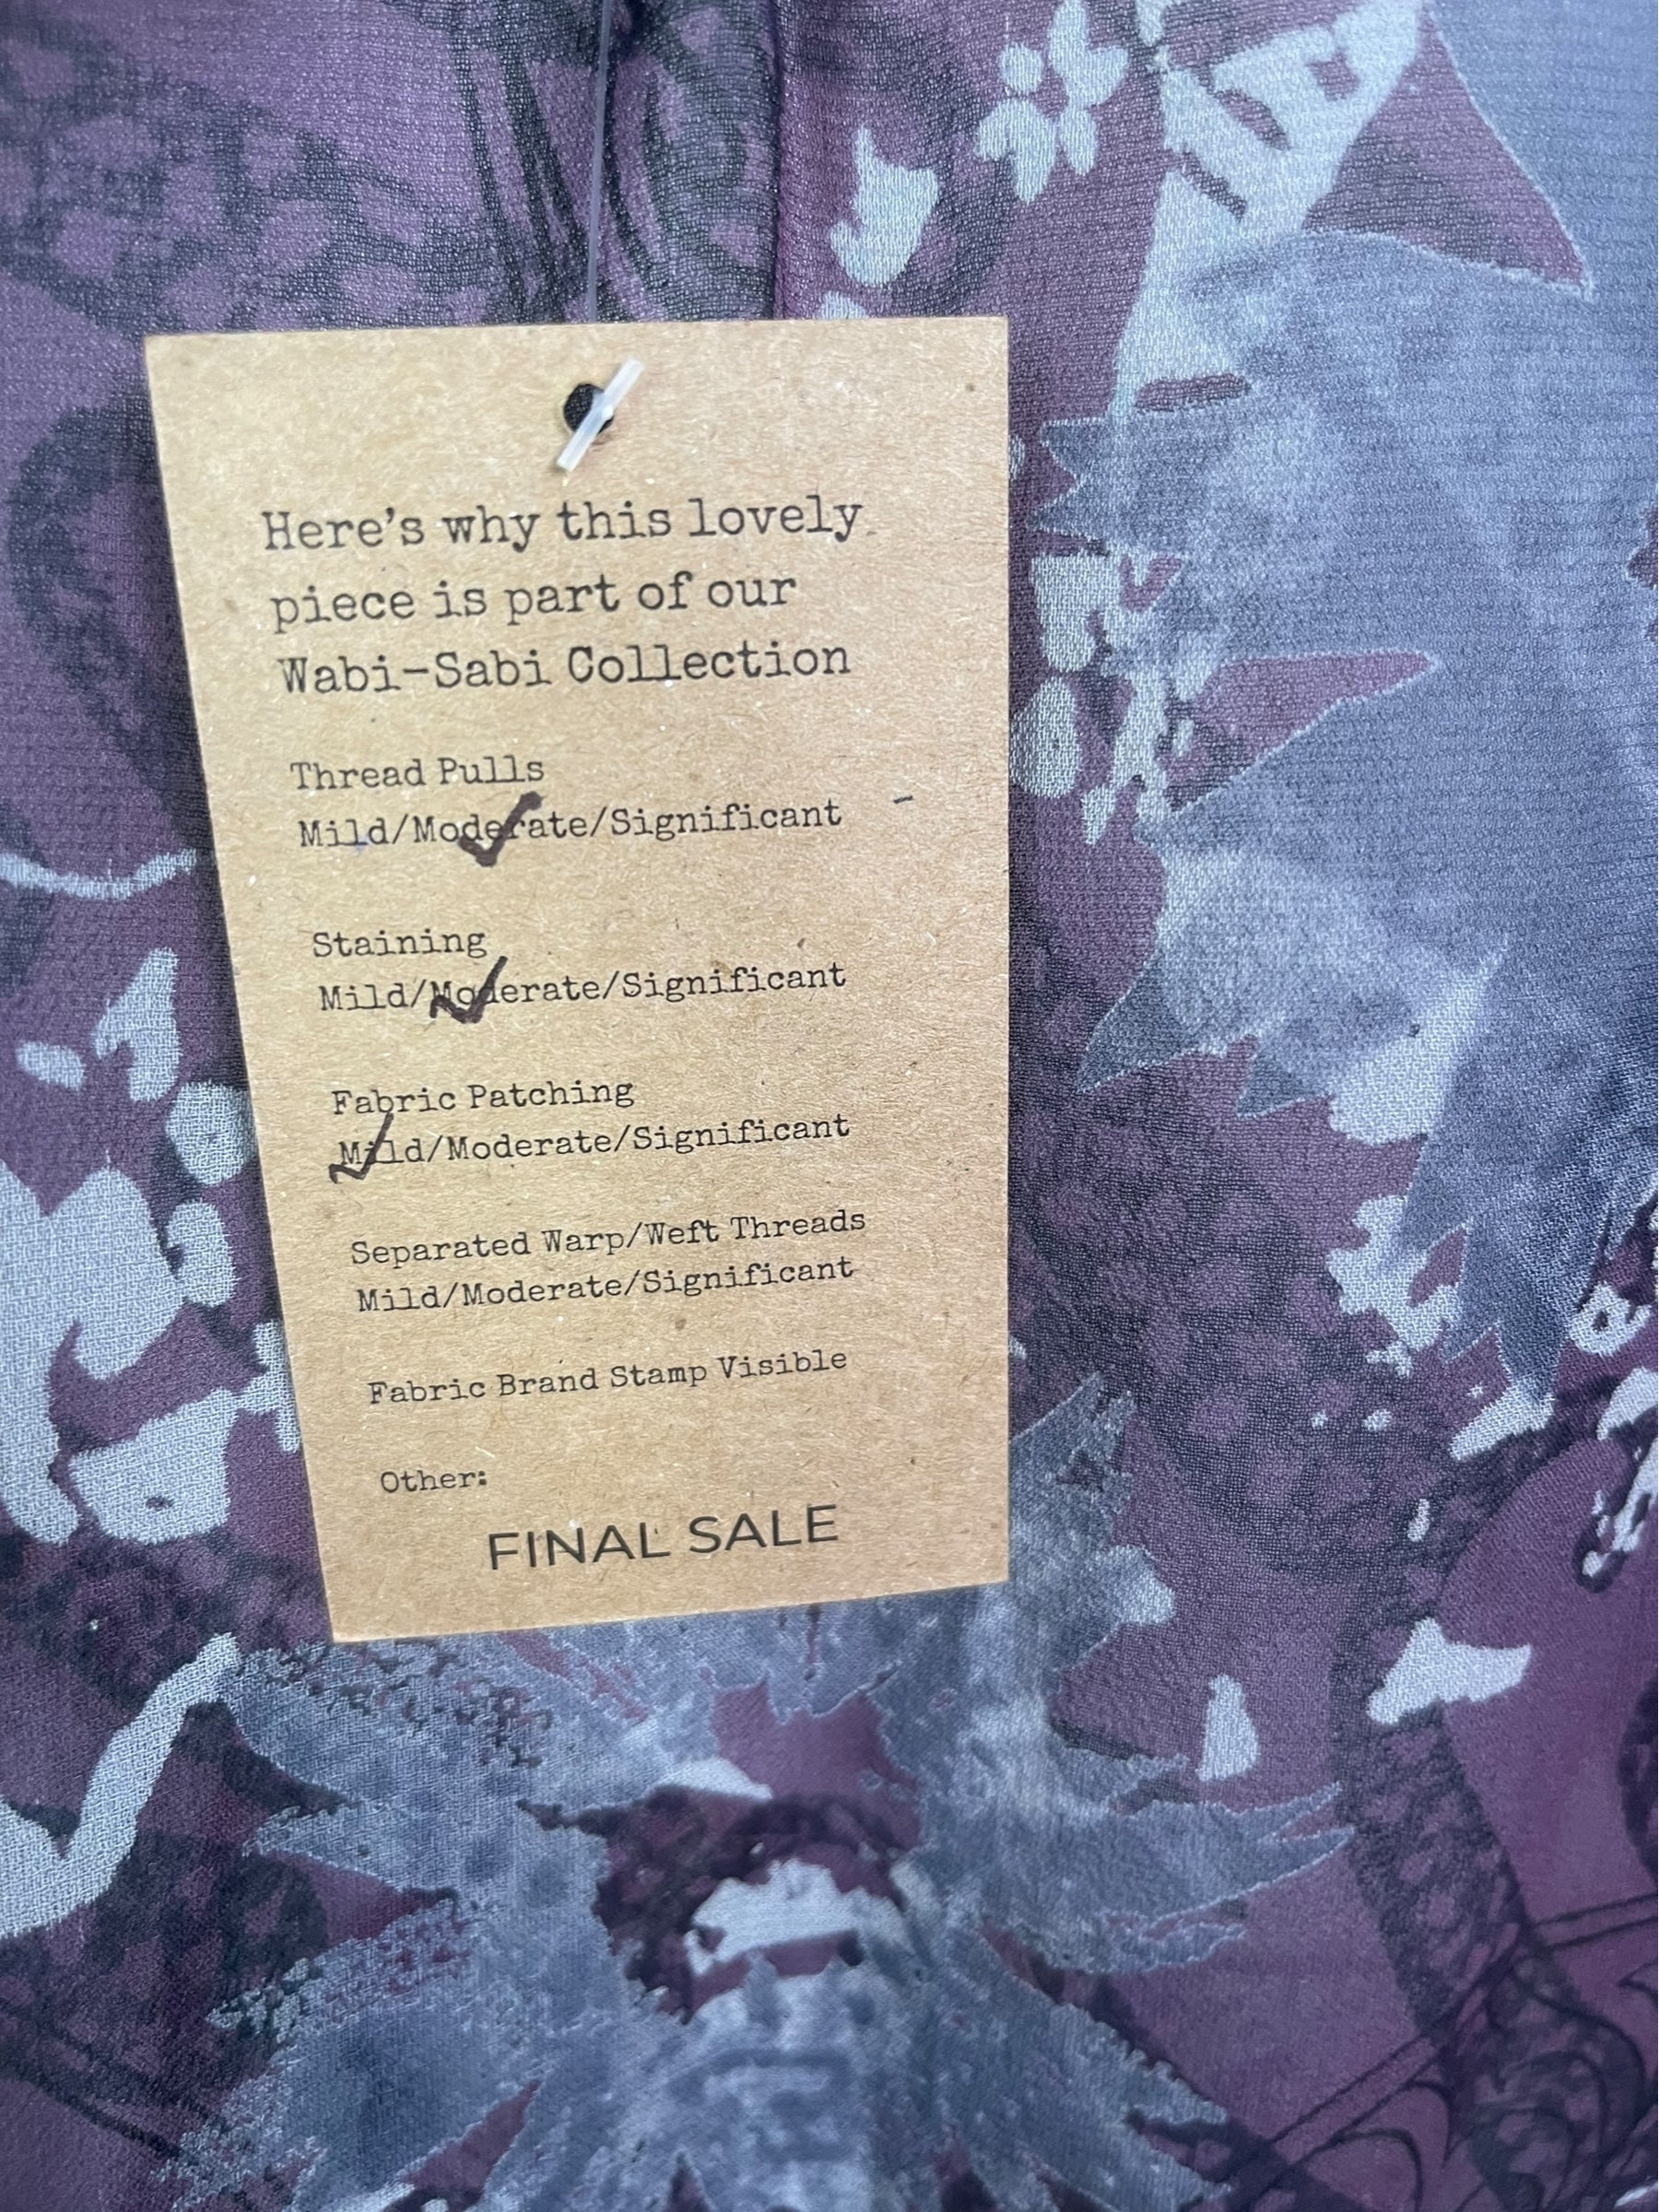 Here's why this lovely
piece is part of our
Wabi-Sabi Collection
Thread Pulls
Mild/Moderate/Significant
Staining
Mild/Moderate/Significant
Fabric Patching
Mild/Moderate/Significant
Separated Warp/Weft Threads
Mild/Moderate/Significant
Fabric Brand Stamp Visible
Other:
FINAL SALE